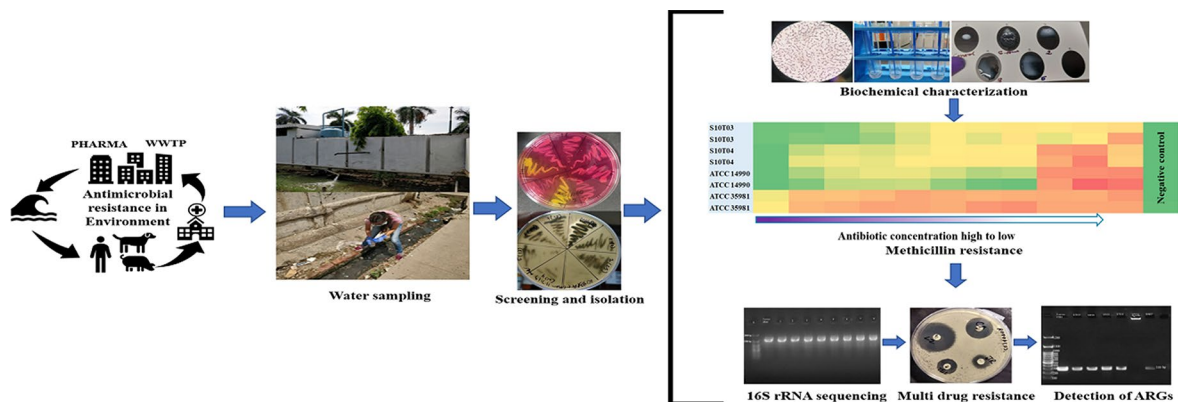 PHARMA WWTP
Antimicrobial
resistance in
Environment
Water sampling
Screening and isolation
Biochemical characterization
S10T03
S10T03
S10T04
S10T04
ATCC 14990
ATCC 14990
ATCC 35981
ATCC 35981
Negative control
Antibiotic concentration high to low
Methicillin resistance
16S rRNA sequencing
Multi drug resistance
Detection of ARGs